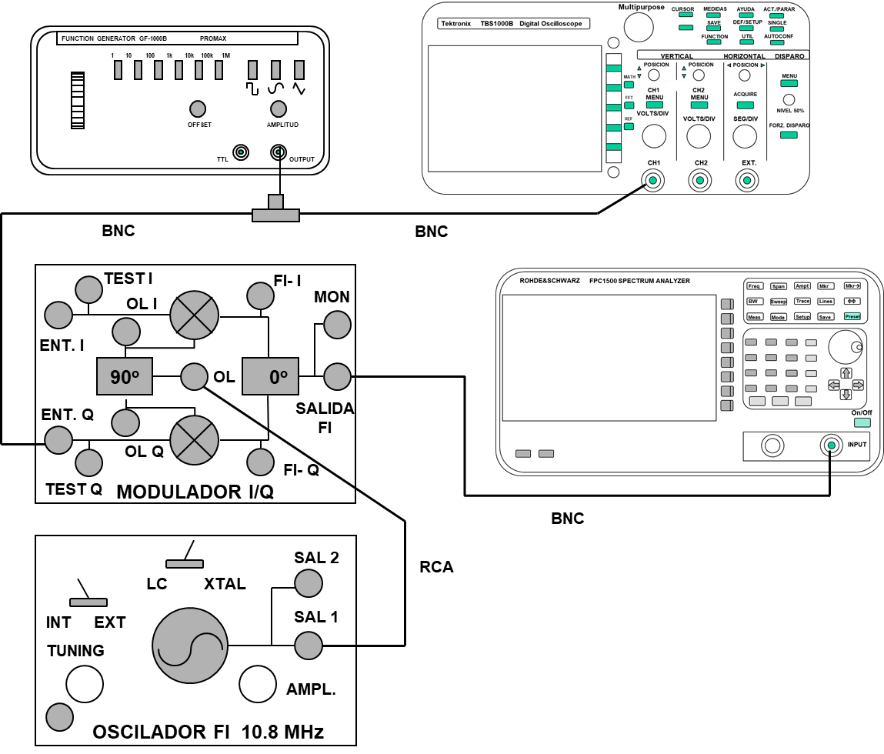 FUNCTION GENERATOR GF-1000B PROMAX
1 10 100 1k 10k 100k 1M
OFFSET
AMPLITUD
TTL
OUTPUT
Tektronix TBS1000B Digital Oscilloscope
Multipurpose
CURSOR MEDIDAS AYUDA ACT./PARAR
SAVE DEF/SETUP SINGLE
FUNCTION UTIL AUTOCONF
VERTICAL HORIZONTAL DISPARO
POSICION POSICION POSICION
MATH
FFT
REF
CH1 MENU
CH2 MENU
ACQUIRE
MENU
NIVEL 50%
VOLTS/DIV VOLTS/DIV SEG/DIV
FORZ. DISPARO
CH1 CH2 EXT.
BNC
BNC
TEST I
OL I
FI- I
MON
ENT. I
90º
OL
0º
ENT. Q
SALIDA
FI
OL Q
FI- Q
TEST Q
MODULADOR I/Q
ROHDE&SCHWARZ FPC1500 SPECTRUM ANALYZER
Freq Span Ampt Mkr Mkr→
BW Sweep Trace Lines
Meas Mode Setup Save Preset
On/Off
INPUT
BNC
RCA
LC XTAL
SAL 2
INT EXT
SAL 1
TUNING
AMPL.
OSCILADOR FI 10.8 MHz